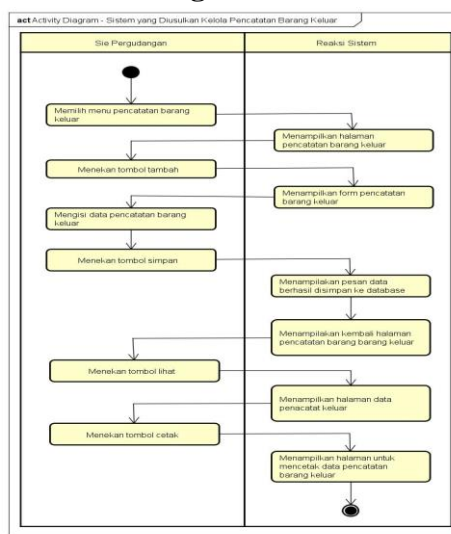 act Activity Diagram - Sistem yang Diusulkan Kelola Pencatatan Barang Keluar
Sie Pergudangan
Reaksi Sistem
Memilih menu pencatatan barang
keluar
Menampilkan halaman
pencatatan barang keluar
Menekan tombol tambah
Menampilkan form pencatatan
barang keluar
Mengisi data pencatatan barang
keluar
Menekan tombol simpan
Menampilakan pesan data
berhasil disimpan ke database
Menampilakan kembali halaman
pencatatan barang barang keluar
Menekan tombol lihat
Menampilkan halaman data
penacatat keluar
Menekan tombol cetak
Menampilkan halaman untuk
mencetak data pencatatan
barang keluar